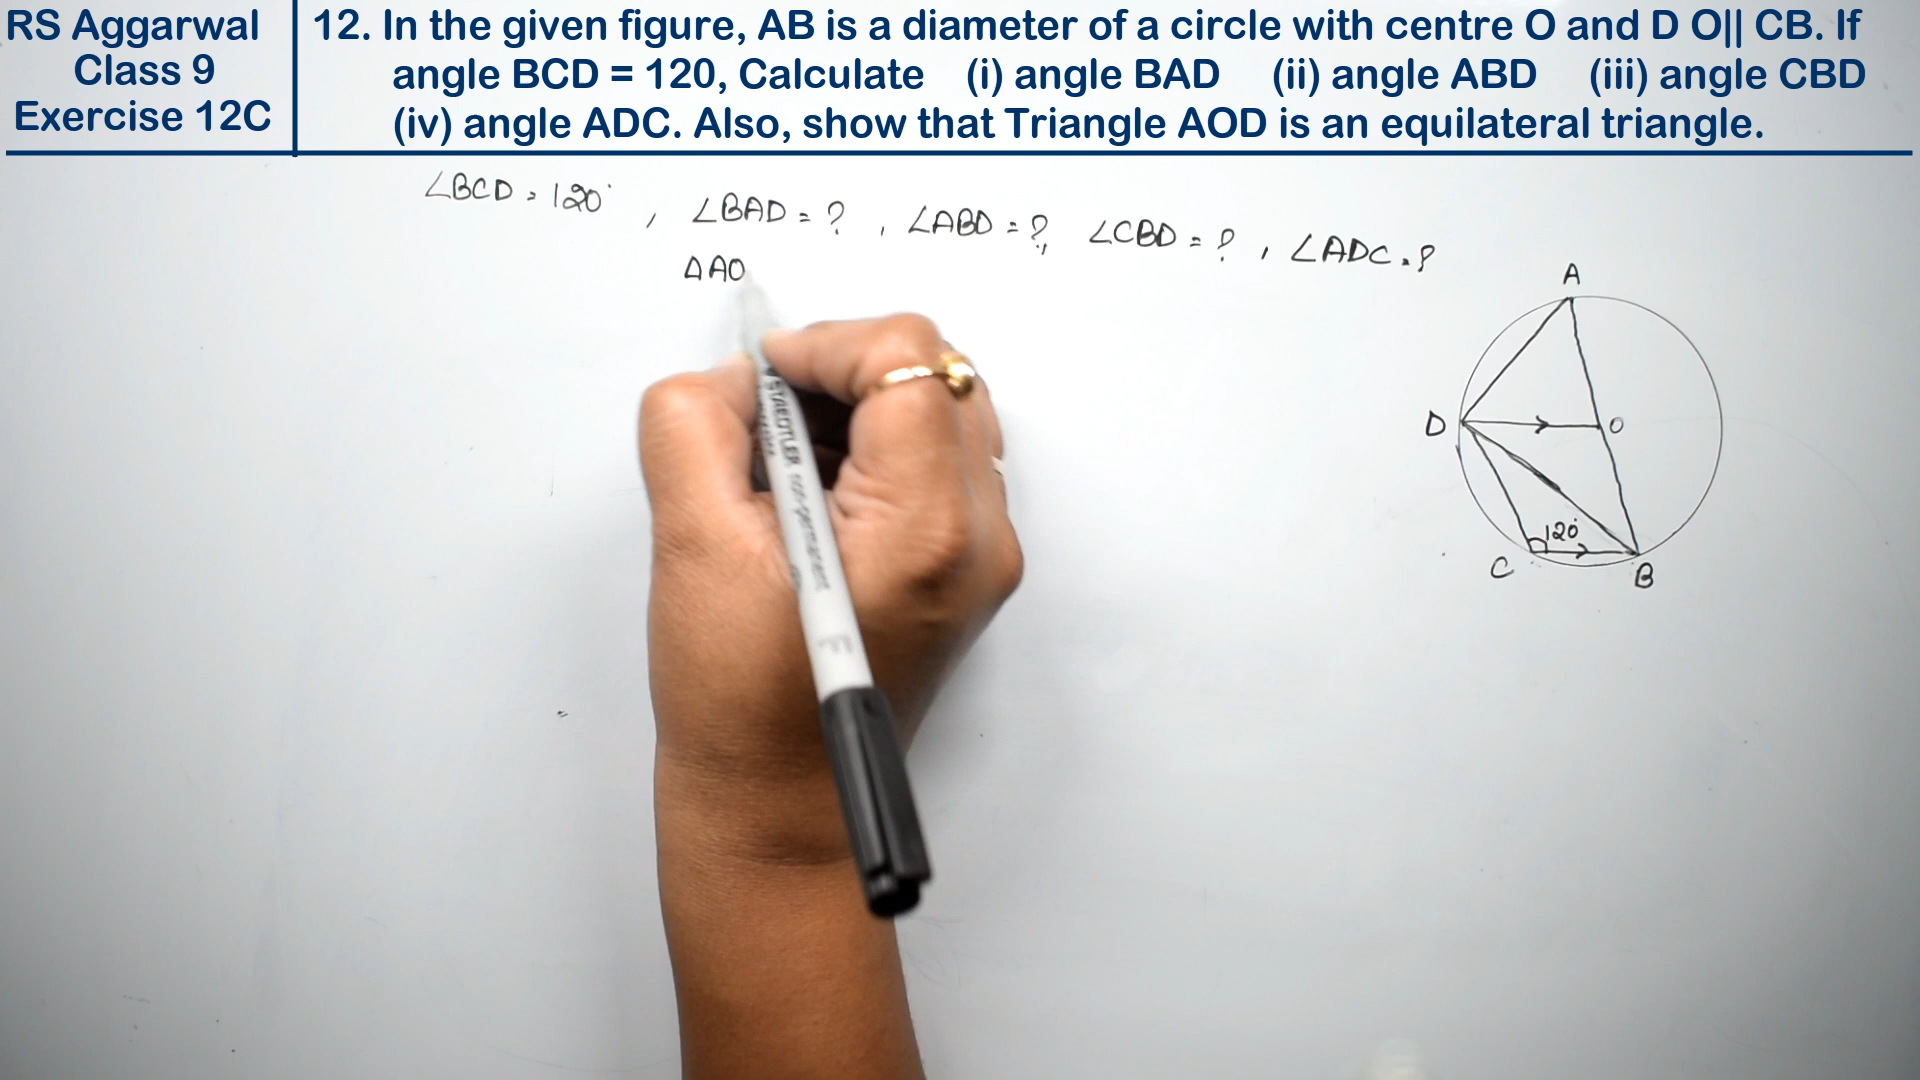 RS Aggarwal
Class 9
Exercise 12C
12. In the given figure, AB is a diameter of a circle with centre O and D O|| CB. If
angle BCD = 120, Calculate (i) angle BAD (ii) angle ABD (iii) angle CBD
(iv) angle ADC. Also, show that Triangle AOD is an equilateral triangle.
∠BCD = 120° , ∠BAD = ? , ∠ABD = ?, ∠CBD = ? , ∠ADC = ?
ΔAO
A
D
O
120°
C
B
STAEDTLER non-permanent
F